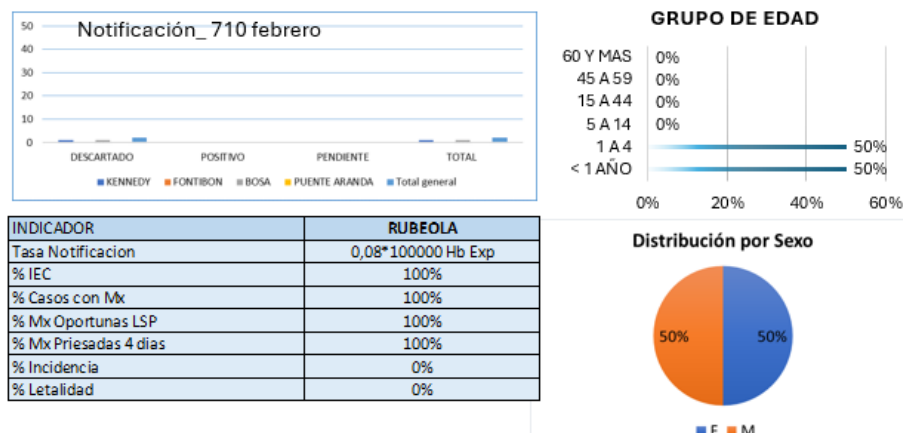 Notificación_ 710 febrero
50
40
30
20
10
0
DESCARTADO POSITIVO PENDIENTE TOTAL
KENNEDY FONTIBON BOSA PUENTE ARANDA Total general
GRUPO DE EDAD
60 Y MAS 0%
45 A 59 0%
15 A 44 0%
5 A 14 0%
1 A 4 50%
< 1 AÑO 50%
0% 20% 40% 60%
INDICADOR RUBEOLA
Tasa Notificacion 0,08*100000 Hb Exp
% IEC 100%
% Casos con Mx 100%
% Mx Oportunas LSP 100%
% Mx Priesadas 4 dias 100%
% Incidencia 0%
% Letalidad 0%
Distribución por Sexo
50% 50%
F M